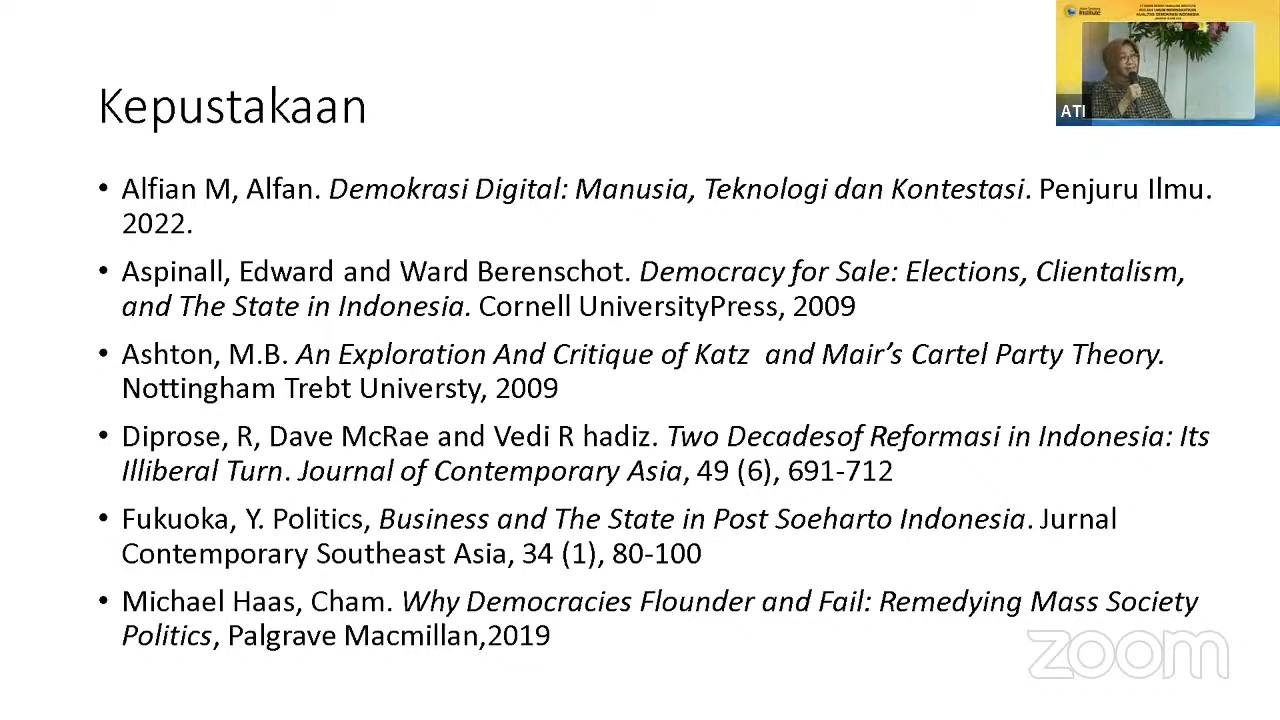 Kepustakaan
• Alfian M, Alfan. Demokrasi Digital: Manusia, Teknologi dan Kontestasi. Penjuru Ilmu.
2022.
• Aspinall, Edward and Ward Berenschot. Democracy for Sale: Elections, Clientalism,
and The State in Indonesia. Cornell UniversityPress, 2009
• Ashton, M.B. An Exploration And Critique of Katz  and Mair's Cartel Party Theory.
Nottingham Trebt Universty, 2009
• Diprose, R, Dave McRae and Vedi R hadiz. Two Decadesof Reformasi in Indonesia: Its
Illiberal Turn. Journal of Contemporary Asia, 49 (6), 691-712
• Fukuoka, Y. Politics, Business and The State in Post Soeharto Indonesia. Jurnal
Contemporary Southeast Asia, 34 (1), 80-100
• Michael Haas, Cham. Why Democracies Flounder and Fail: Remedying Mass Society
Politics, Palgrave Macmillan,2019
Institute
KUALITAS DEMOKRASI INDONESIA
ATI
zoom